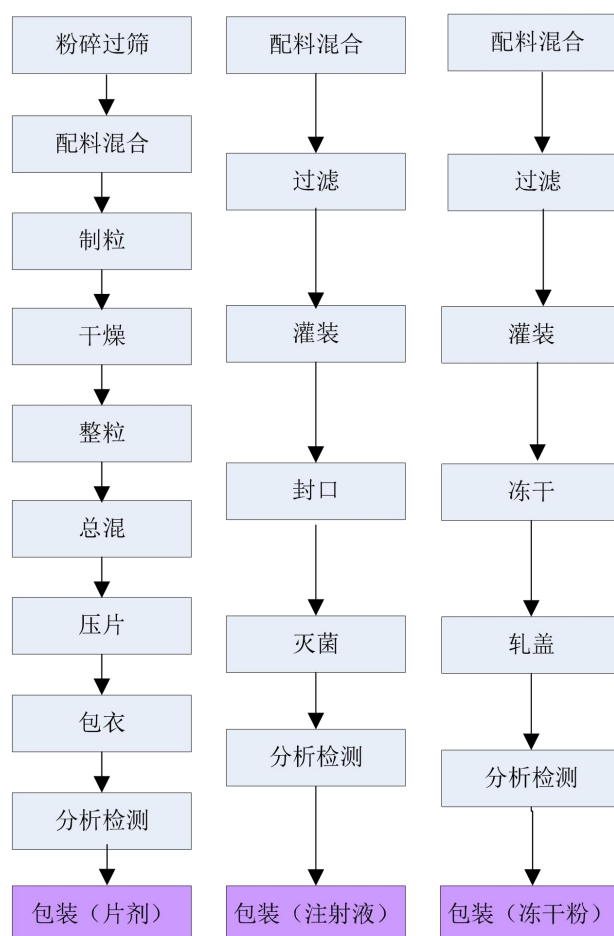 粉碎过筛
配料混合
制粒
干燥
整粒
总混
压片
包衣
分析检测
包装（片剂）
配料混合
过滤
灌装
封口
灭菌
分析检测
包装（注射液）
配料混合
过滤
灌装
冻干
轧盖
分析检测
包装（冻干粉）